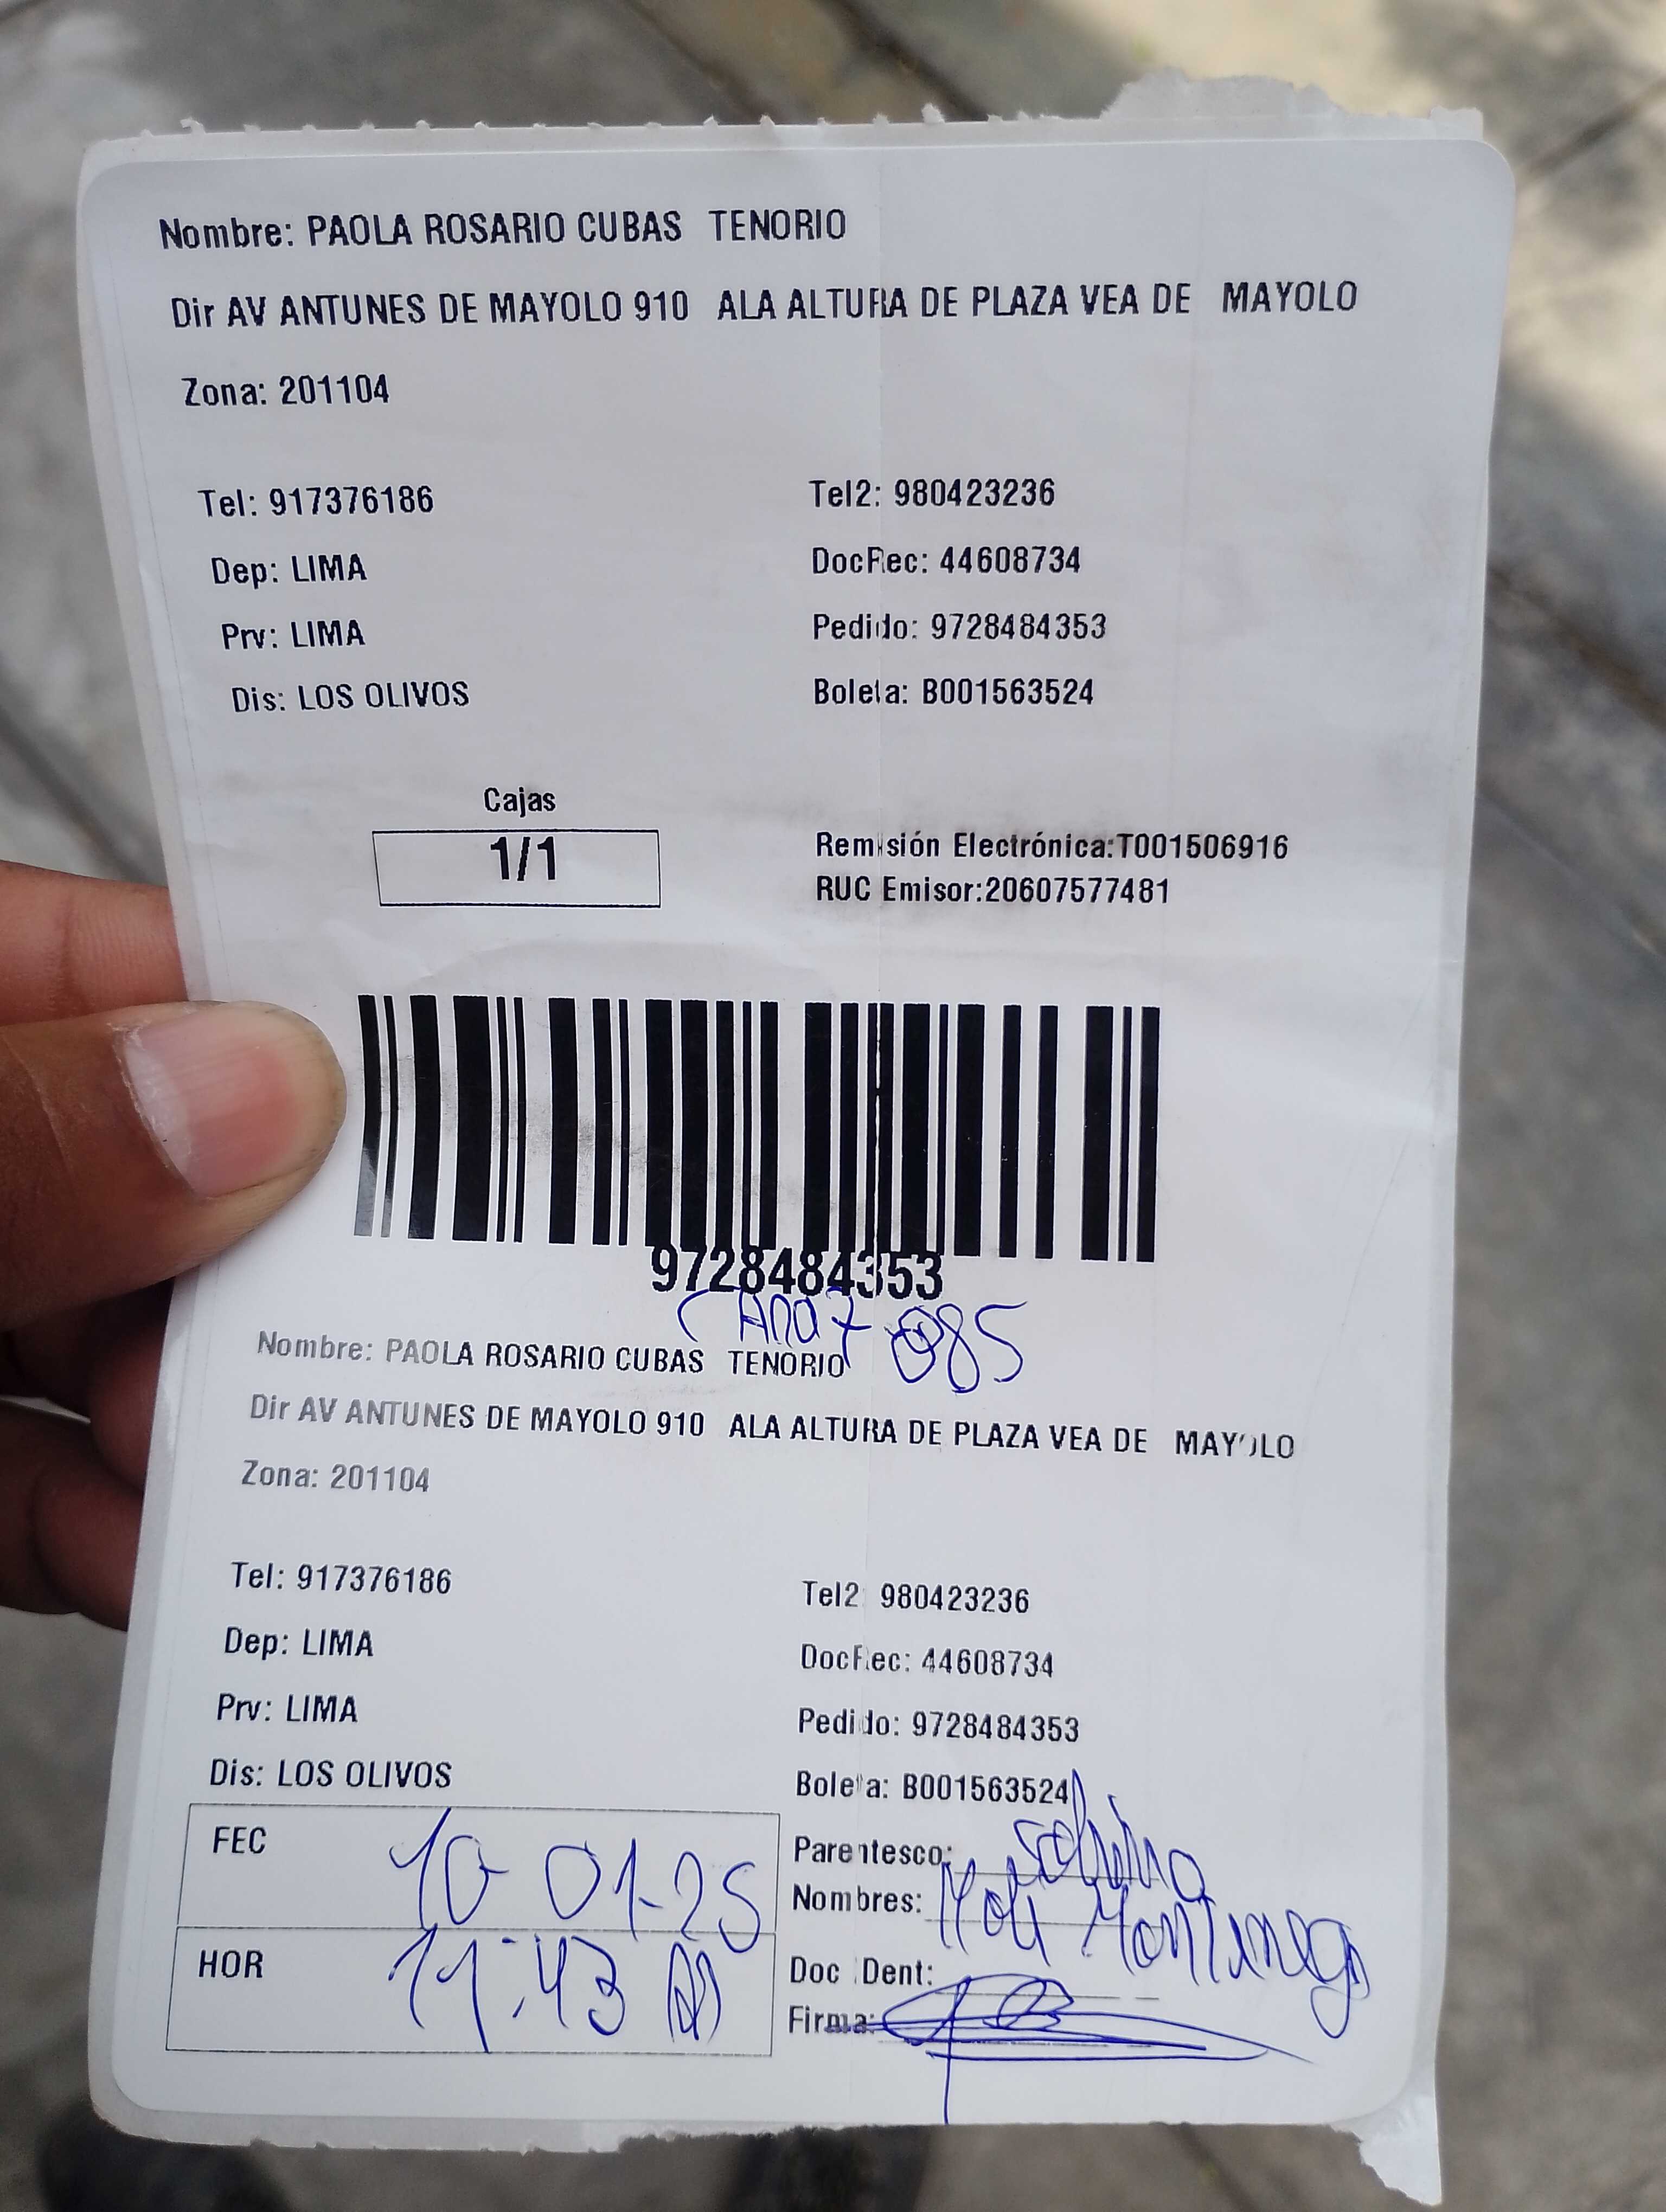 Nombre: PAOLA ROSARIO CUBAS TENORIO
Dir AV ANTUNES DE MAYOLO 910 ALA ALTURA DE PLAZA VEA DE MAYOLO
Zona: 201104
Tel: 917376186 Tel2: 980423236
Dep: LIMA DocRec: 44608734
Prv: LIMA Pedido: 9728484353
Dis: LOS OLIVOS Boleta: B001563524
Cajas
1/1
Remisión Electrónica:T001506916
RUC Emisor:20607577481
9728484353
085
Nombre: PAOLA ROSARIO CUBAS TENORIO
Dir AV ANTUNES DE MAYOLO 910 ALA ALTURA DE PLAZA VEA DE MAYOLO
Zona: 201104
Tel: 917376186 Tel2: 980423236
Dep: LIMA DocRec: 44608734
Prv: LIMA Pedido: 9728484353
Dis: LOS OLIVOS Boleta: B001563524
FEC 10-01-25
Parentesco: sobrino
Nombres:
HOR 11:43
Doc Ident:
Firma: